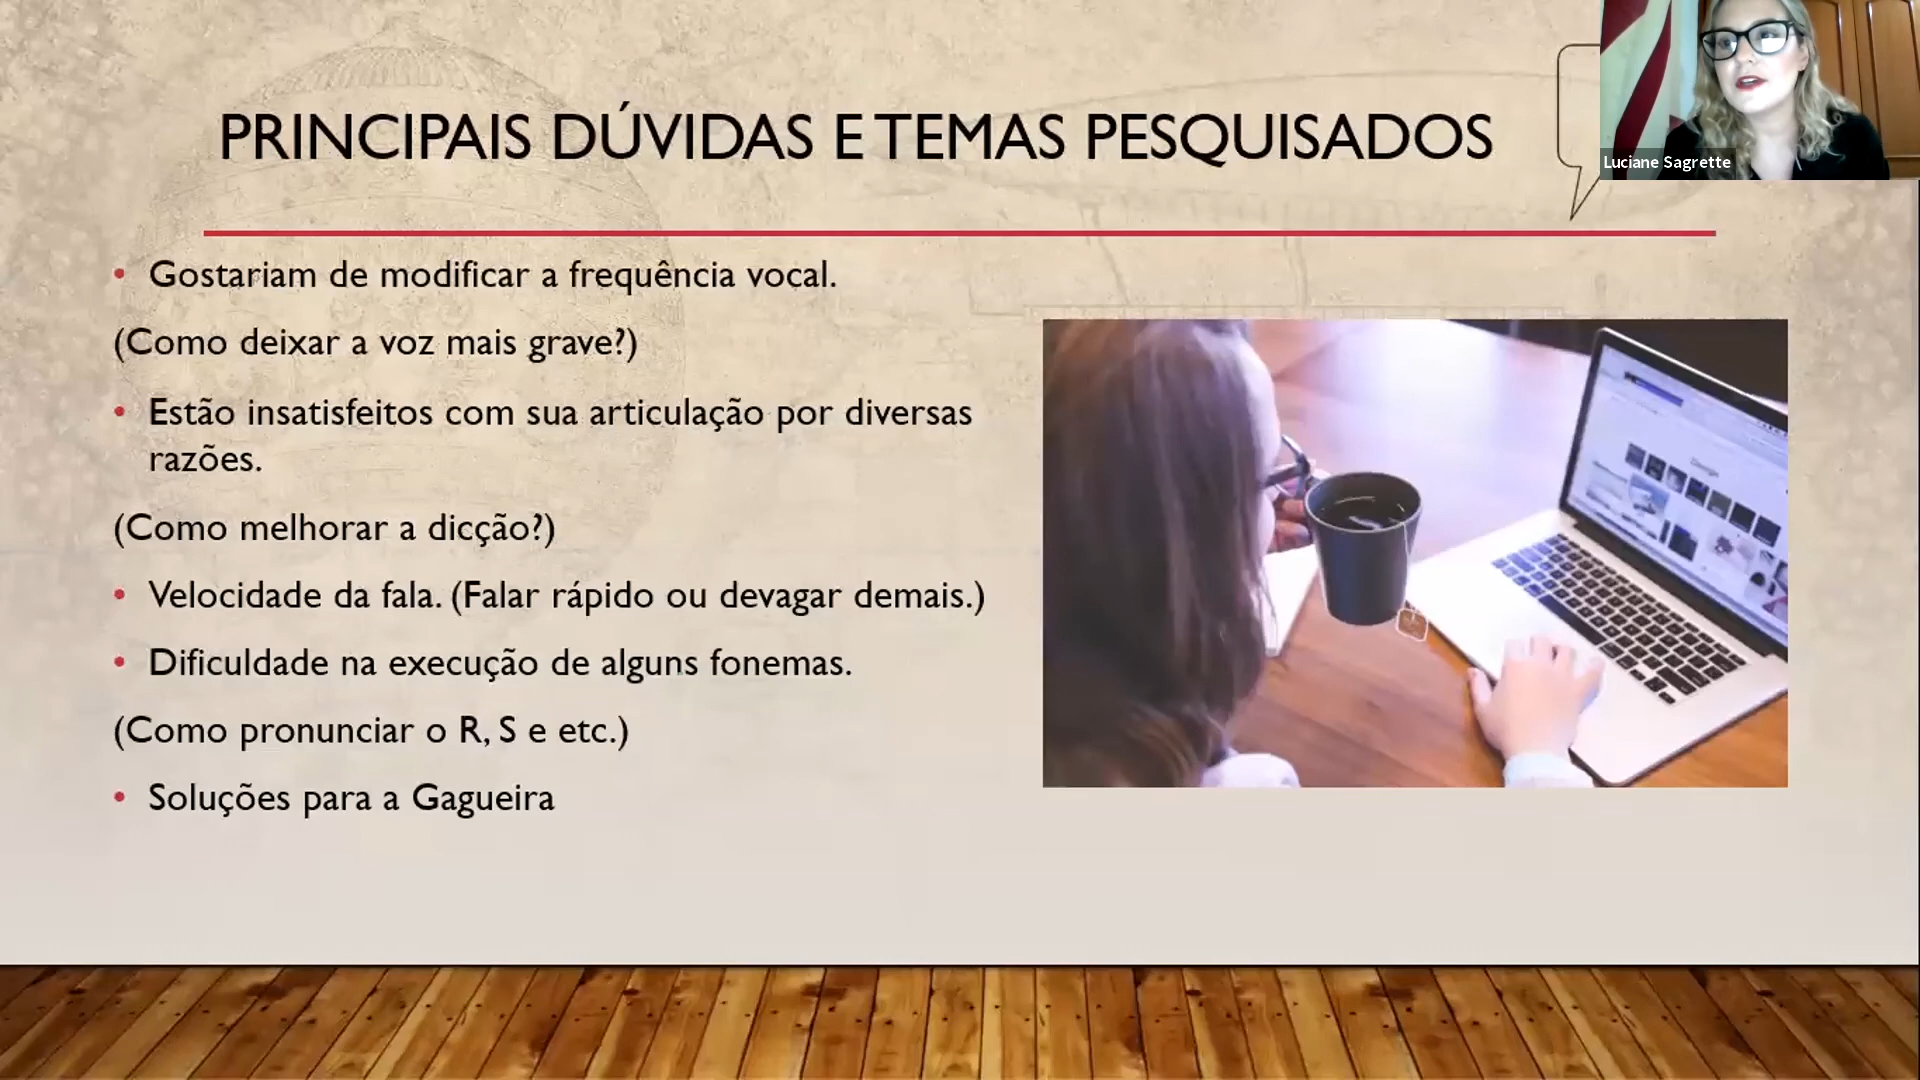 PRINCIPAIS DÚVIDAS E TEMAS PESQUISADOS
Luciane Sagrette
• Gostariam de modificar a frequência vocal.
(Como deixar a voz mais grave?)
• Estão insatisfeitos com sua articulação por diversas
razões.
(Como melhorar a dicção?)
• Velocidade da fala. (Falar rápido ou devagar demais.)
• Dificuldade na execução de alguns fonemas.
(Como pronunciar o R, S e etc.)
• Soluções para a Gagueira